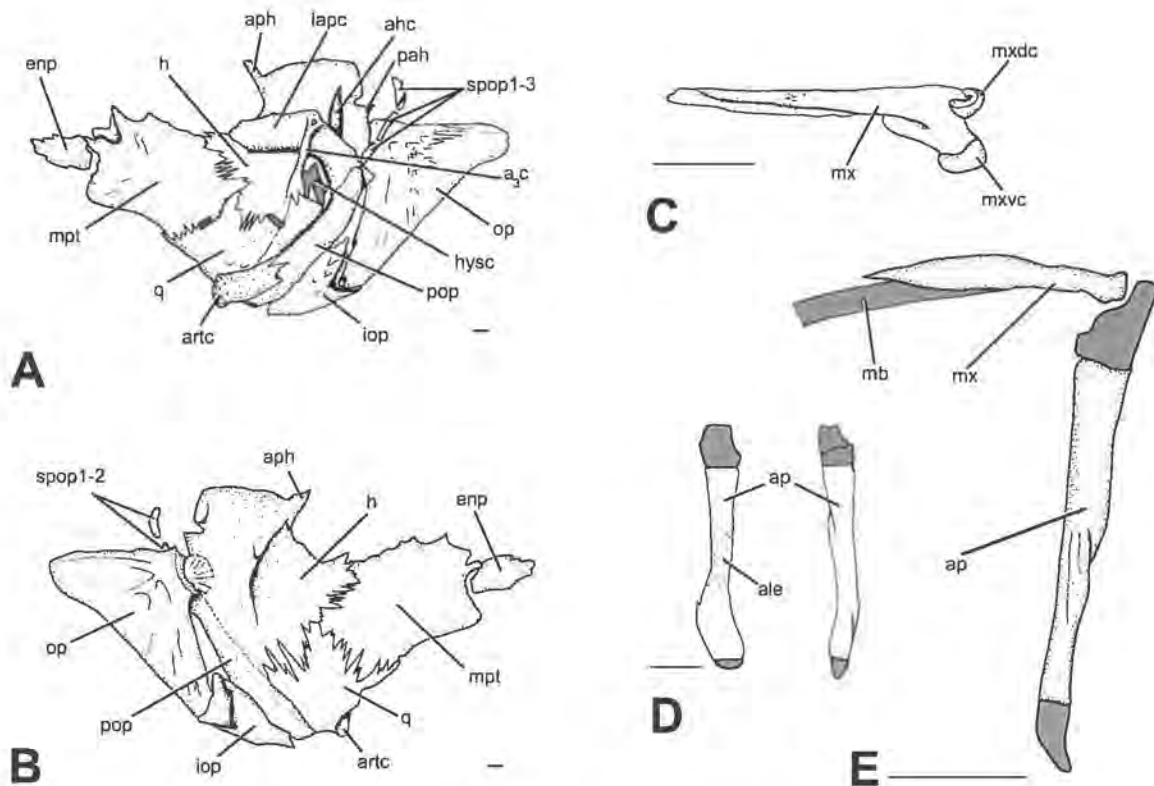 aph
lapc
ahc
pah
spop1-3
enp
h
a3c
op
mpt
hysc
q
pop
artc
iop
A
mxdc
mx
mxvc
C
spop1-2
aph
h
enp
op
mpt
pop
q
iop
artc
B
mb
mx
ap
ale
D
ap
E